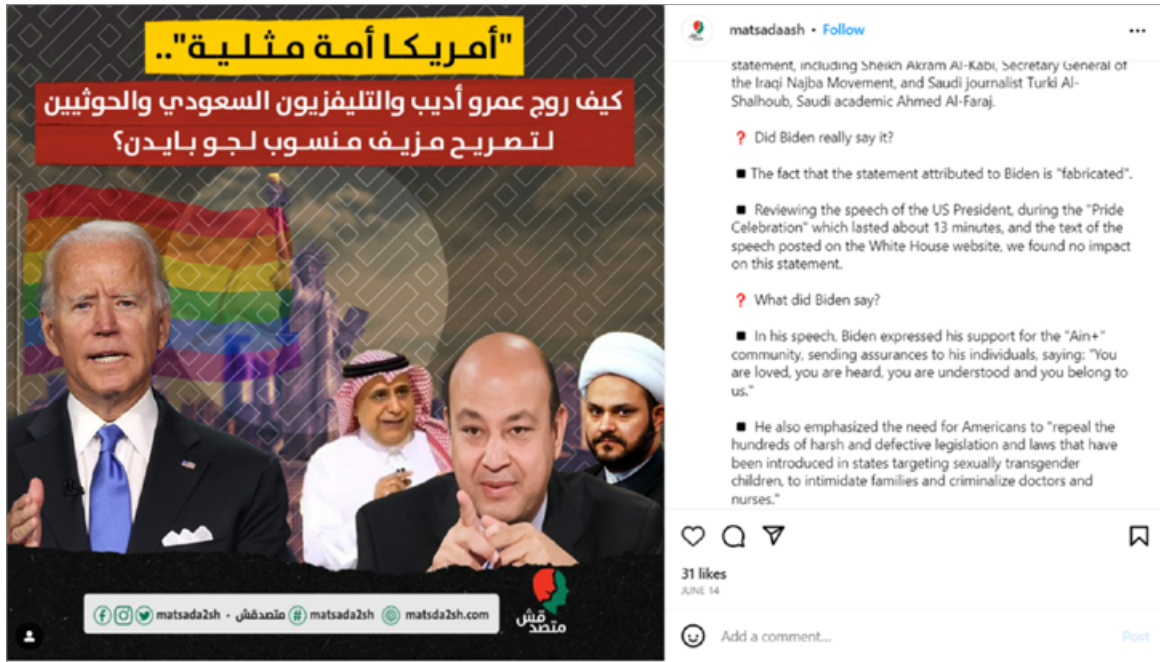 "أمريكا أمة مثلية"..
كيف روج عمرو أديب والتليفزيون السعودي والحوثيين
لتصريح مزيف منسوب لجو بايدن؟
matsada2sh - متصدقش # matsada2sh matsda2sh.com
متصدقش
matsadaash • Follow
statement, including Sheikh Akram Al-Kabi, Secretary General of
the Iraqi Najba Movement, and Saudi journalist Turki Al-
Shalhoub, Saudi academic Ahmed Al-Faraj.
❓ Did Biden really say it?
■ The fact that the statement attributed to Biden is "fabricated".
■ Reviewing the speech of the US President, during the "Pride
Celebration" which lasted about 13 minutes, and the text of the
speech posted on the White House website, we found no impact
on this statement.
❓ What did Biden say?
■ In his speech, Biden expressed his support for the "Ain+"
community, sending assurances to his individuals, saying: "You
are loved, you are heard, you are understood and you belong to
us."
■ He also emphasized the need for Americans to "repeal the
hundreds of harsh and defective legislation and laws that have
been introduced in states targeting sexually transgender
children, to intimidate families and criminalize doctors and
nurses."
31 likes
JUNE 14
Add a comment...
Post